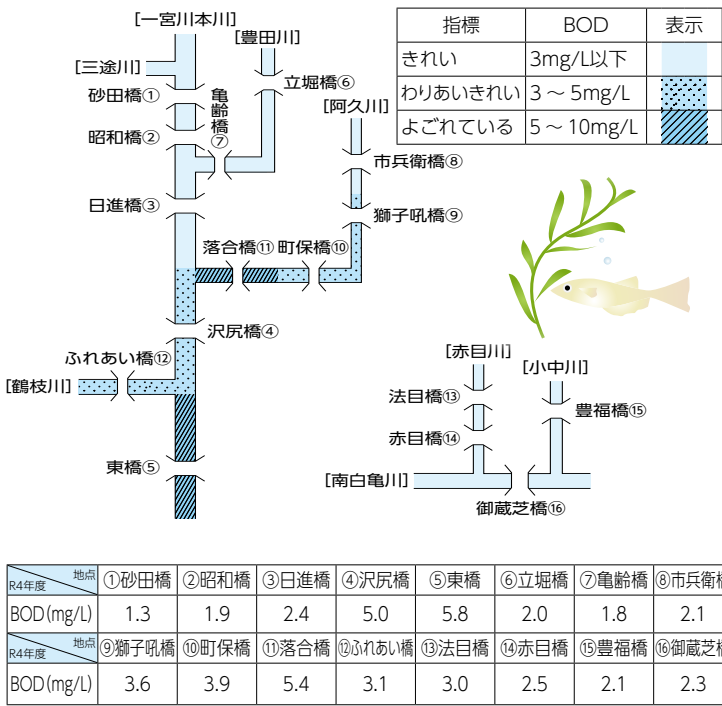 [一宮川本川]
[豊田川]
[三途川]
立堀橋⑥
砂田橋①
亀齢橋⑦
[阿久川]
昭和橋②
市兵衛橋⑧
日進橋③
獅子吼橋⑨
落合橋⑪
町保橋⑩
沢尻橋④
ふれあい橋⑫
[鶴枝川]
東橋⑤
指標 BOD 表示
きれい 3mg/L以下
わりあいきれい 3～5mg/L
よごれている 5～10mg/L
[赤目川]
[小中川]
法目橋⑬
豊福橋⑮
赤目橋⑭
[南白亀川]
御蔵芝橋⑯
R4年度 地点 ①砂田橋 ②昭和橋 ③日進橋 ④沢尻橋 ⑤東橋 ⑥立堀橋 ⑦亀齢橋 ⑧市兵衛橋
BOD(mg/L) 1.3 1.9 2.4 5.0 5.8 2.0 1.8 2.1
R4年度 地点 ⑨獅子吼橋 ⑩町保橋 ⑪落合橋 ⑫ふれあい橋 ⑬法目橋 ⑭赤目橋 ⑮豊福橋 ⑯御蔵芝橋
BOD(mg/L) 3.6 3.9 5.4 3.1 3.0 2.5 2.1 2.3